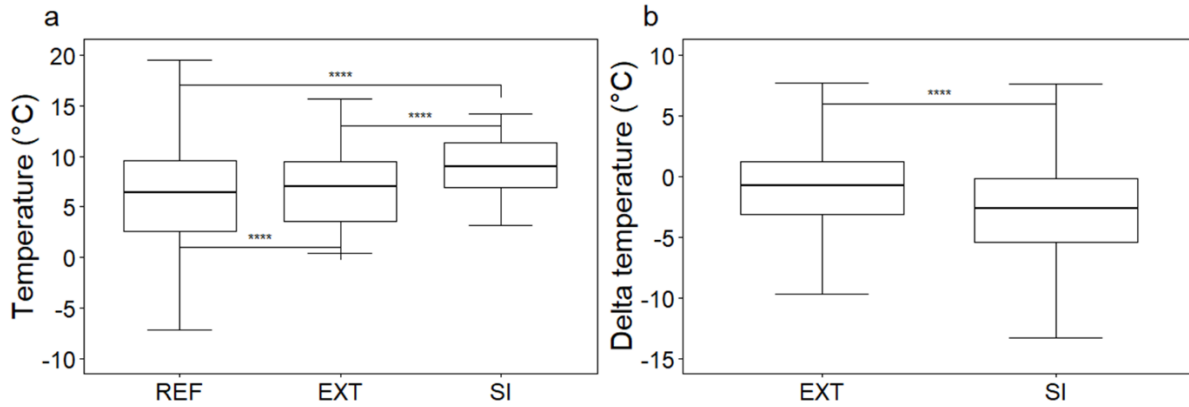 a
Temperature (°C)
20
15
10
5
0
-5
-10
****
****
****
REF EXT SI
b
Delta temperature (°C)
10
5
0
-5
-10
-15
****
EXT SI